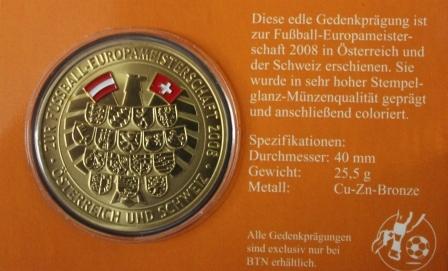 ZUR FUSSBALL-EUROPAMEISTERSCHAFT 2008
ÖSTERREICH UND SCHWEIZ
Diese edle Gedenkprägung ist
zur Fußball-Europameister-
schaft 2008 in Österreich und
der Schweiz erschienen. Sie
wurde in sehr hoher Stempel-
glanz-Münzenqualität geprägt
und anschließend coloriert.
Spezifikationen:
Durchmesser: 40 mm
Gewicht: 25,5 g
Metall: Cu-Zn-Bronze
Alle Gedenkprägungen
sind exclusiv nur bei
BTN erhältlich.